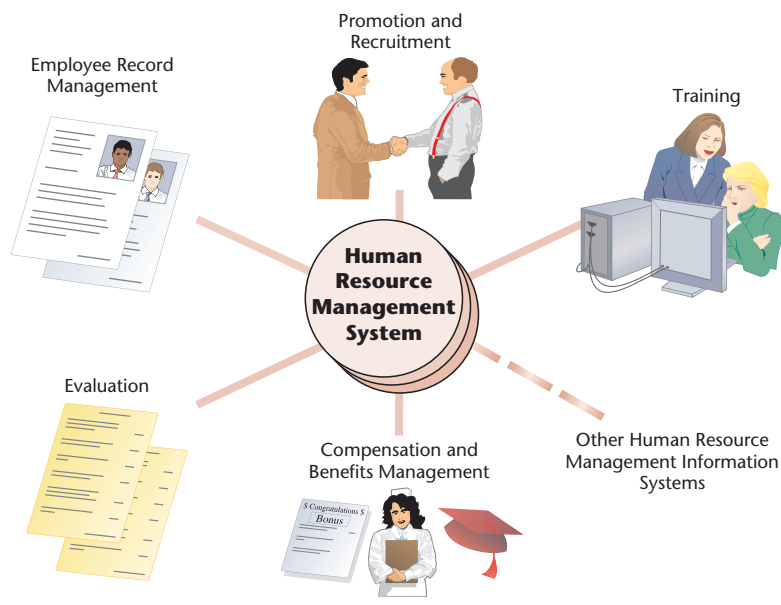 Promotion and
Recruitment
Employee Record
Management
Training
Human
Resource
Management
System
Evaluation
Compensation and
Benefits Management
$ Congratulations $
Bonus
Other Human Resource
Management Information
Systems